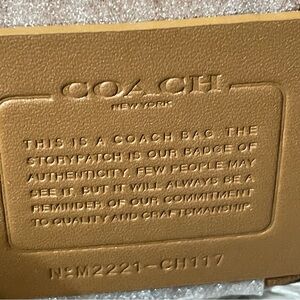 COACH
NEW YORK
THIS IS A COACH BAG. THE
STORYPATCH IS OUR BADGE OF
AUTHENTICITY. FEW PEOPLE MAY
SEE IT, BUT IT WILL ALWAYS BE A
REMINDER OF OUR COMMITMENT
TO QUALITY AND CRAFTSMANSHIP.
NºM2221-CH117